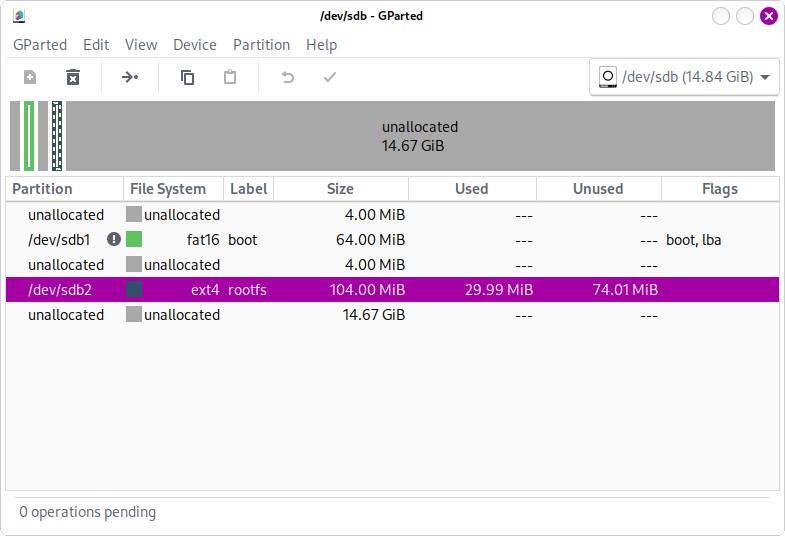 /dev/sdb - GParted
GParted Edit View Device Partition Help
/dev/sdb (14.84 GiB)
unallocated
14.67 GiB
Partition File System Label Size Used Unused Flags
unallocated unallocated 4.00 MiB --- ---
/dev/sdb1 fat16 boot 64.00 MiB --- --- boot, lba
unallocated unallocated 4.00 MiB --- ---
/dev/sdb2 ext4 rootfs 104.00 MiB 29.99 MiB 74.01 MiB
unallocated unallocated 14.67 GiB --- ---
0 operations pending